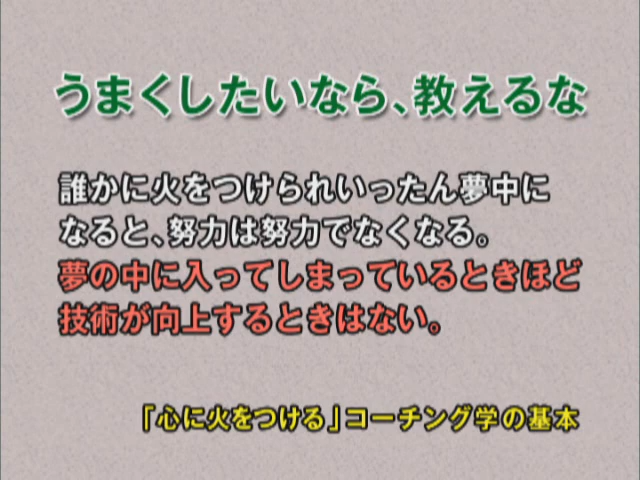 うまくしたいなら、教えるな
誰かに火をつけられいったん夢中に
なると、努力は努力でなくなる。
夢の中に入ってしまっているときほど
技術が向上するときはない。
「心に火をつける」コーチング学の基本